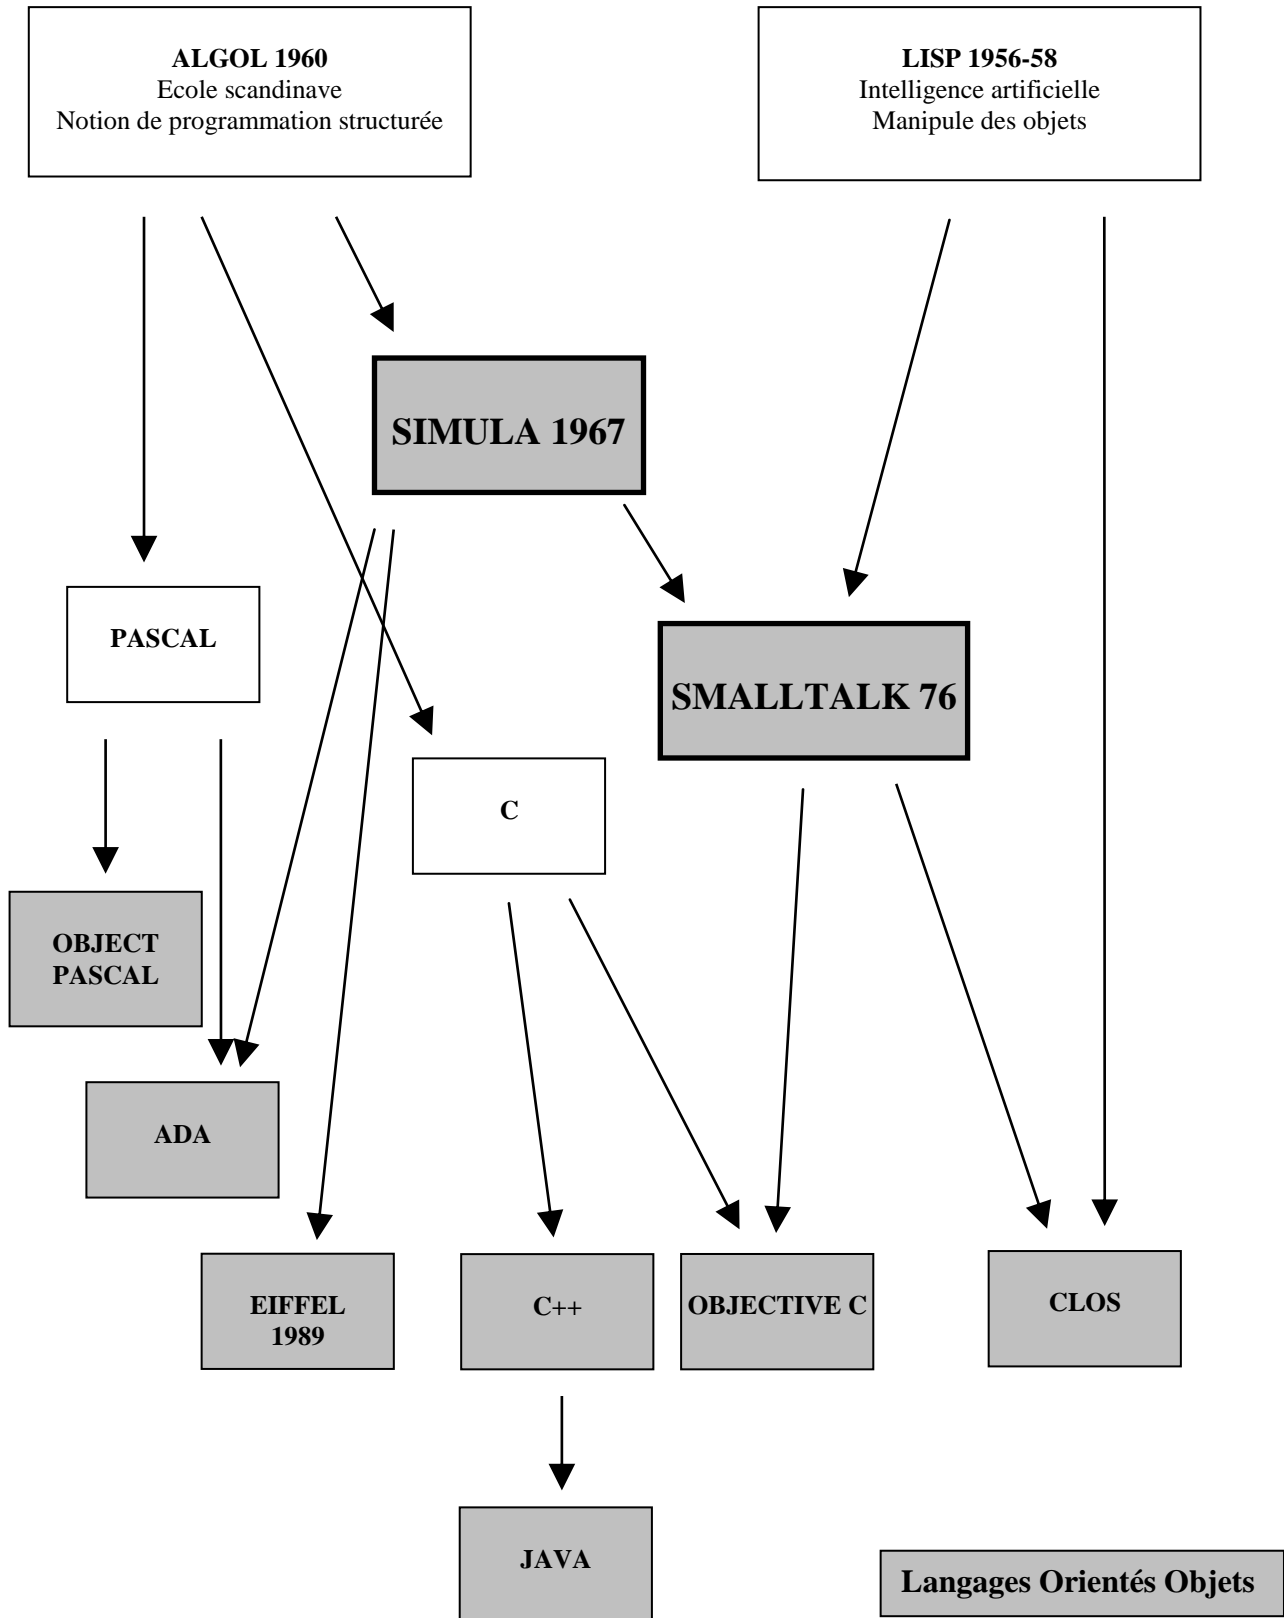 ALGOL 1960
Ecole scandinave
Notion de programmation structurée
LISP 1956-58
Intelligence artificielle
Manipule des objets
SIMULA 1967
PASCAL
SMALLTALK 76
C
OBJECT
PASCAL
ADA
EIFFEL
1989
C++
OBJECTIVE C
CLOS
JAVA
Langages Orientés Objets